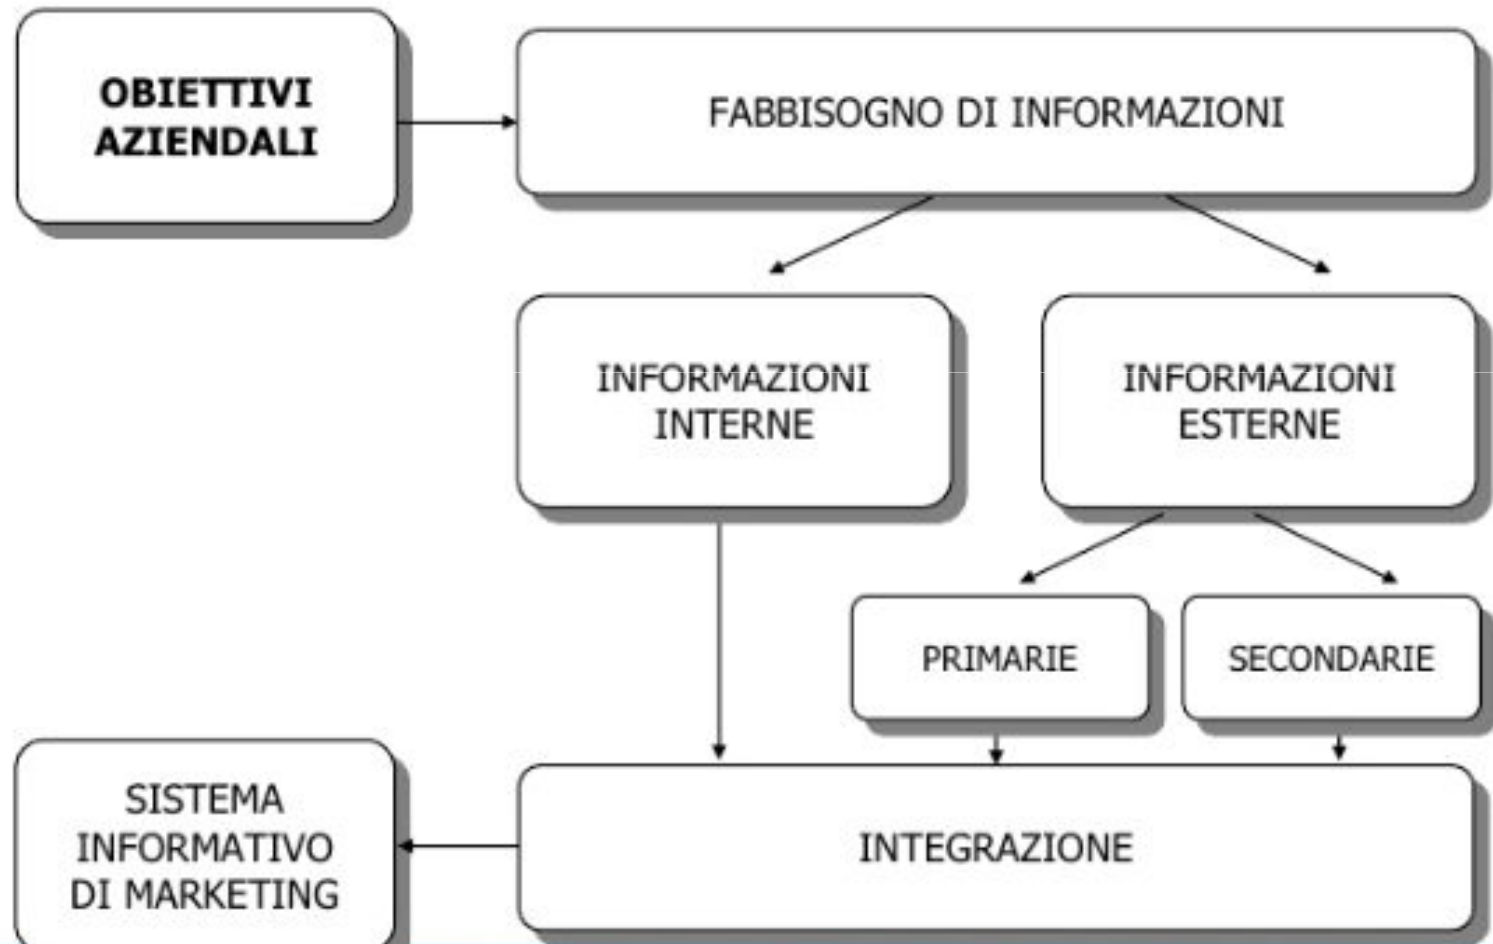 OBIETTIVI
AZIENDALI
FABBISOGNO DI INFORMAZIONI
INFORMAZIONI
INTERNE
INFORMAZIONI
ESTERNE
PRIMARIE
SECONDARIE
SISTEMA
INFORMATIVO
DI MARKETING
INTEGRAZIONE